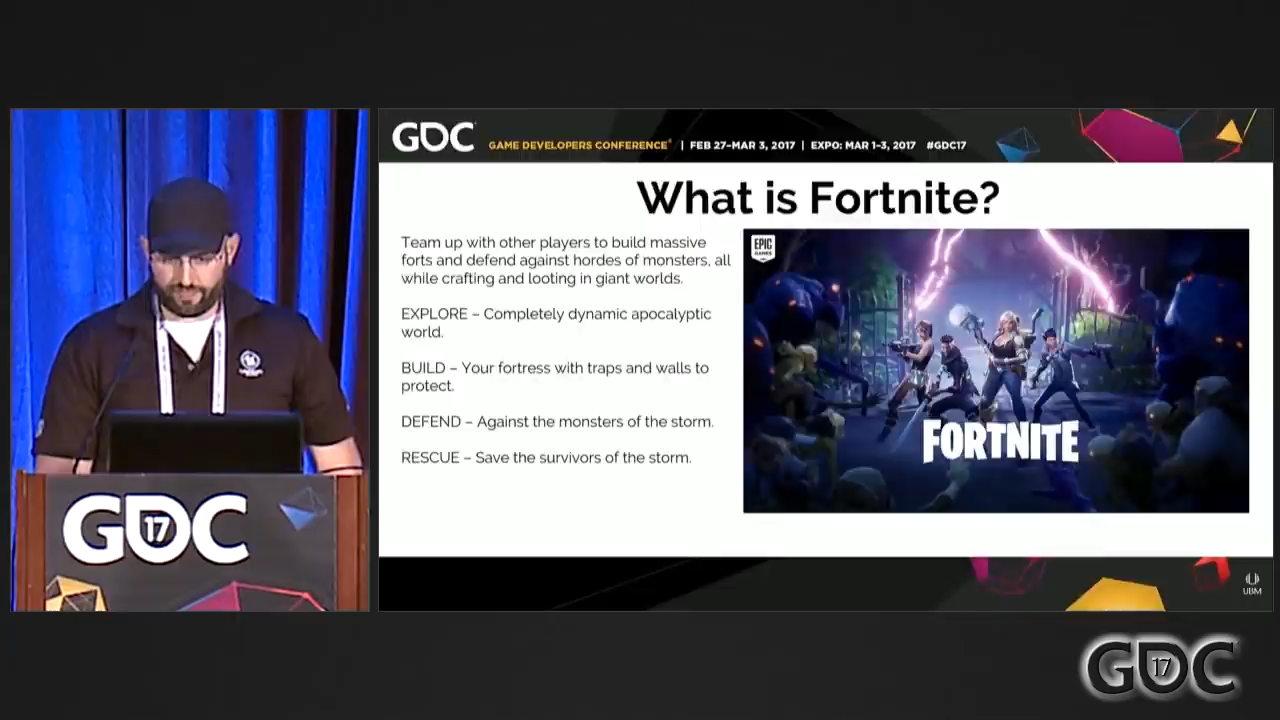 GDC
GAME DEVELOPERS CONFERENCE® | FEB 27–MAR 3, 2017 | EXPO: MAR 1–3, 2017 #GDC17
What is Fortnite?
Team up with other players to build massive
forts and defend against hordes of monsters, all
while crafting and looting in giant worlds.
EXPLORE – Completely dynamic apocalyptic
world.
BUILD – Your fortress with traps and walls to
protect.
DEFEND – Against the monsters of the storm.
RESCUE – Save the survivors of the storm.
EPIC
GAMES
FORTNITE
GDC
17
UBM
GDC
17